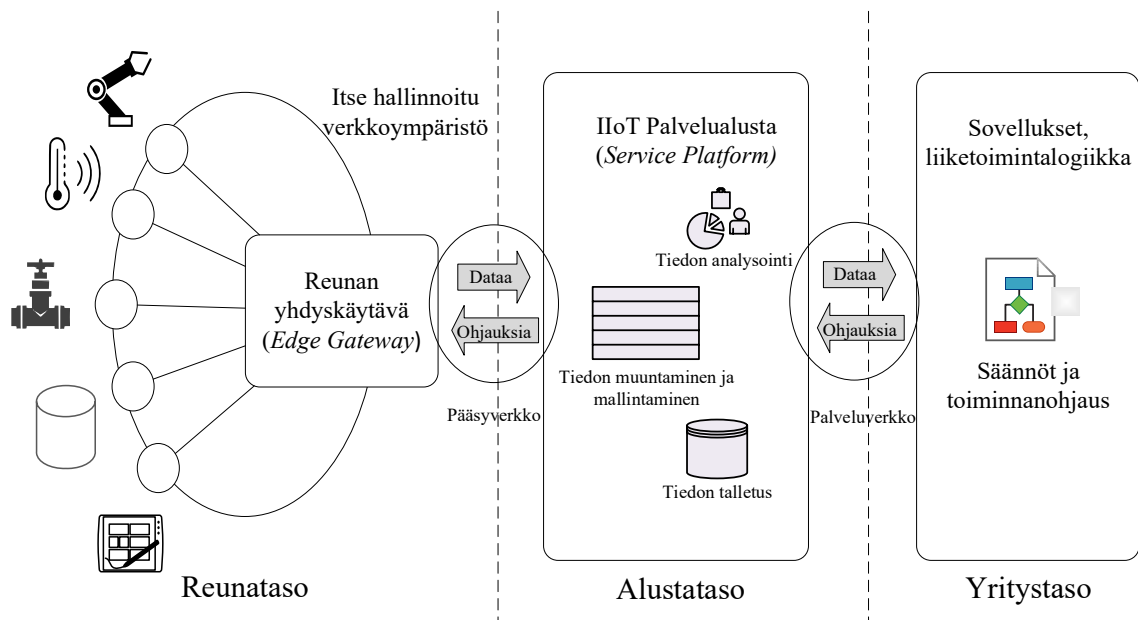 Itse hallinnoitu
verkkoympäristö
Reunan
yhdyskäytävä
(Edge Gateway)
Dataa
Ohjauksia
Pääsyverkko
Reunataso
IIoT Palvelualusta
(Service Platform)
Tiedon analysointi
Tiedon muuntaminen ja
mallintaminen
Tiedon talletus
Alustataso
Dataa
Ohjauksia
Palveluverkko
Sovellukset,
liiketoimintalogiikka
Säännöt ja
toiminnanohjaus
Yritystaso